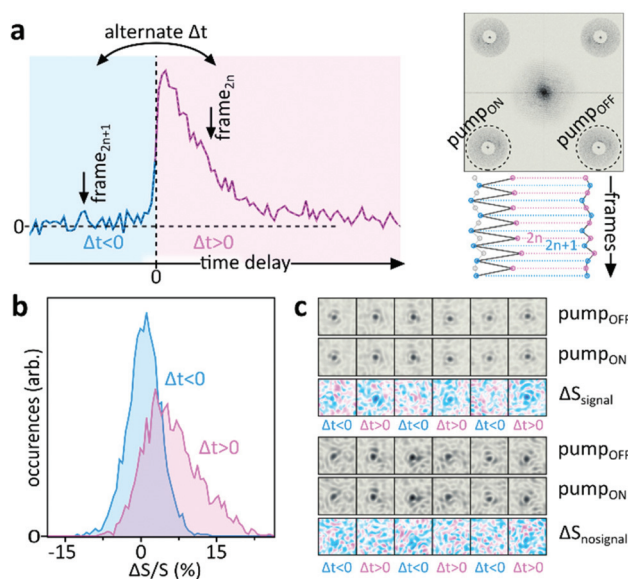 a
alternate Δt
frame2n+1
frame2n
0
Δt<0
Δt>0
0
time delay
pumpON
pumpOFF
2n
2n+1
frames
b
occurences (arb.)
Δt<0
Δt>0
0
-15
0
15
ΔS/S (%)
c
pumpOFF
pumpON
ΔSsignal
Δt<0 Δt>0 Δt<0 Δt>0 Δt<0 Δt>0
pumpOFF
pumpON
ΔSnosignal
Δt<0 Δt>0 Δt<0 Δt>0 Δt<0 Δt>0